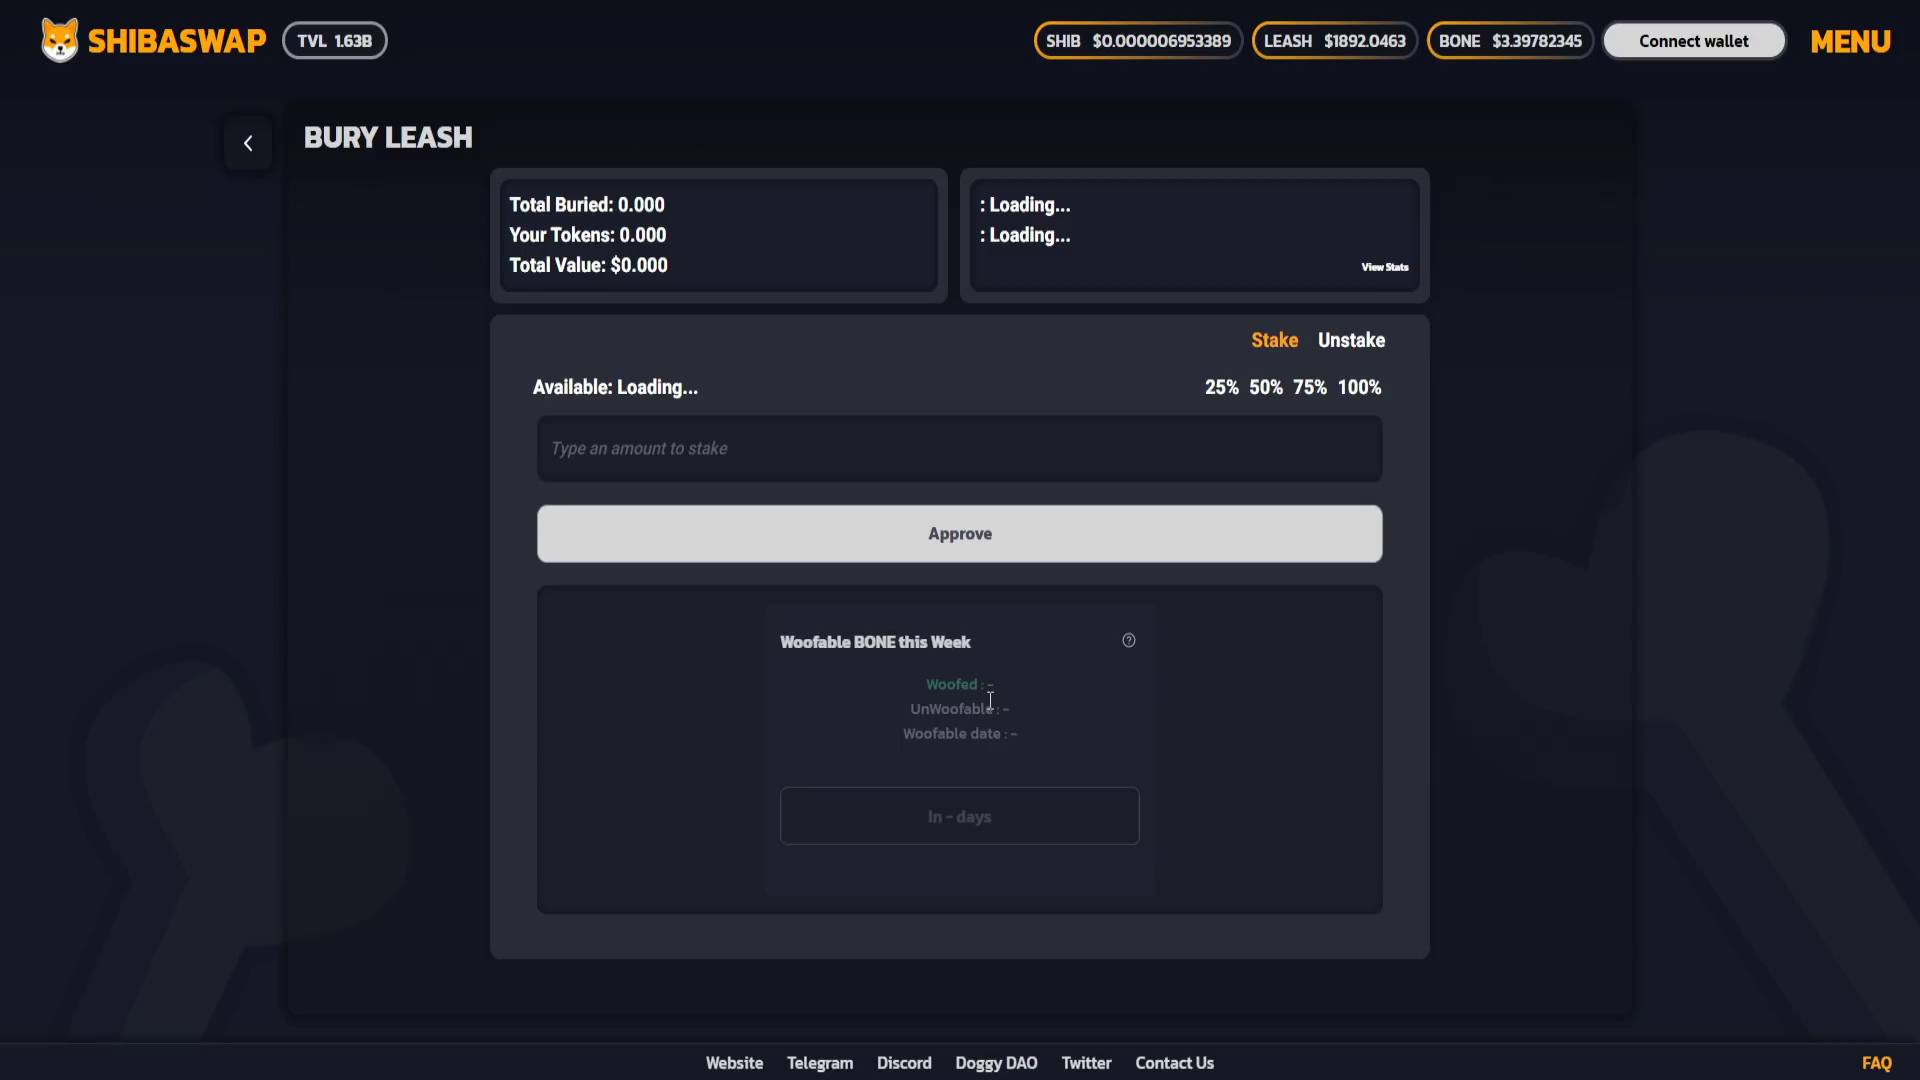 SHIBASWAP
TVL 1.63B
SHIB $0.000006953389
LEASH $1892.0463
BONE $3.39782345
Connect wallet
MENU
BURY LEASH
Total Buried: 0.000
Your Tokens: 0.000
Total Value: $0.000
: Loading...
: Loading...
View Stats
Stake Unstake
Available: Loading...
25% 50% 75% 100%
Type an amount to stake
Approve
Woofable BONE this Week
Woofed : -
UnWoofable : -
Woofable date : -
In - days
Website Telegram Discord Doggy DAO Twitter Contact Us
FAQ